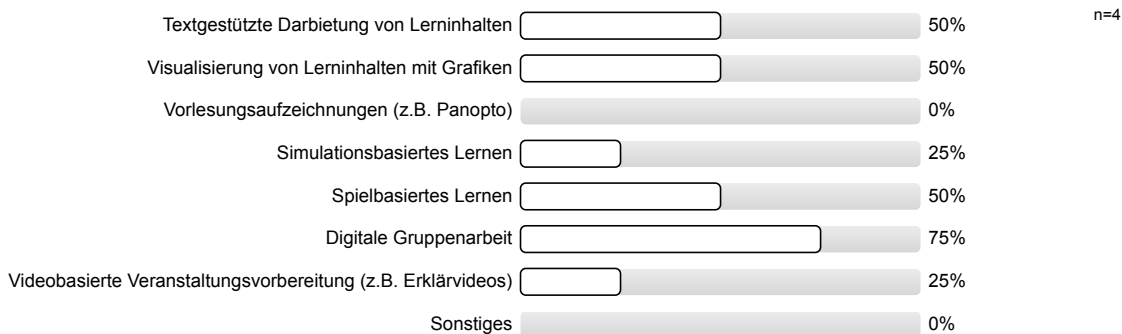 Textgestützte Darbietung von Lerninhalten 50% n=4
Visualisierung von Lerninhalten mit Grafiken 50%
Vorlesungsaufzeichnungen (z.B. Panopto) 0%
Simulationsbasiertes Lernen 25%
Spielbasiertes Lernen 50%
Digitale Gruppenarbeit 75%
Videobasierte Veranstaltungsvorbereitung (z.B. Erklärvideos) 25%
Sonstiges 0%